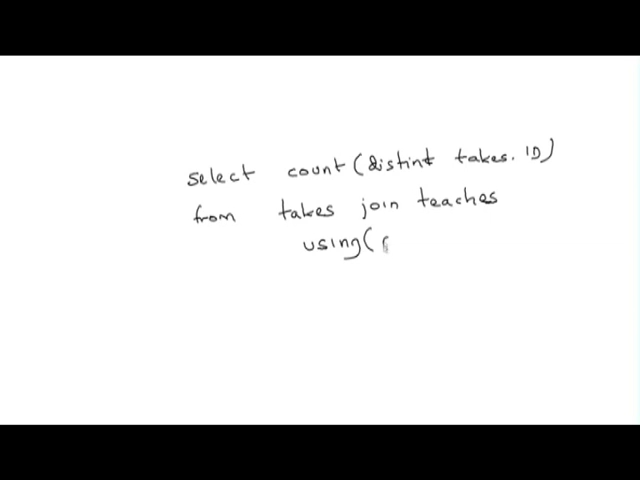 select count(distint takes. ID)
from takes join teaches
using(